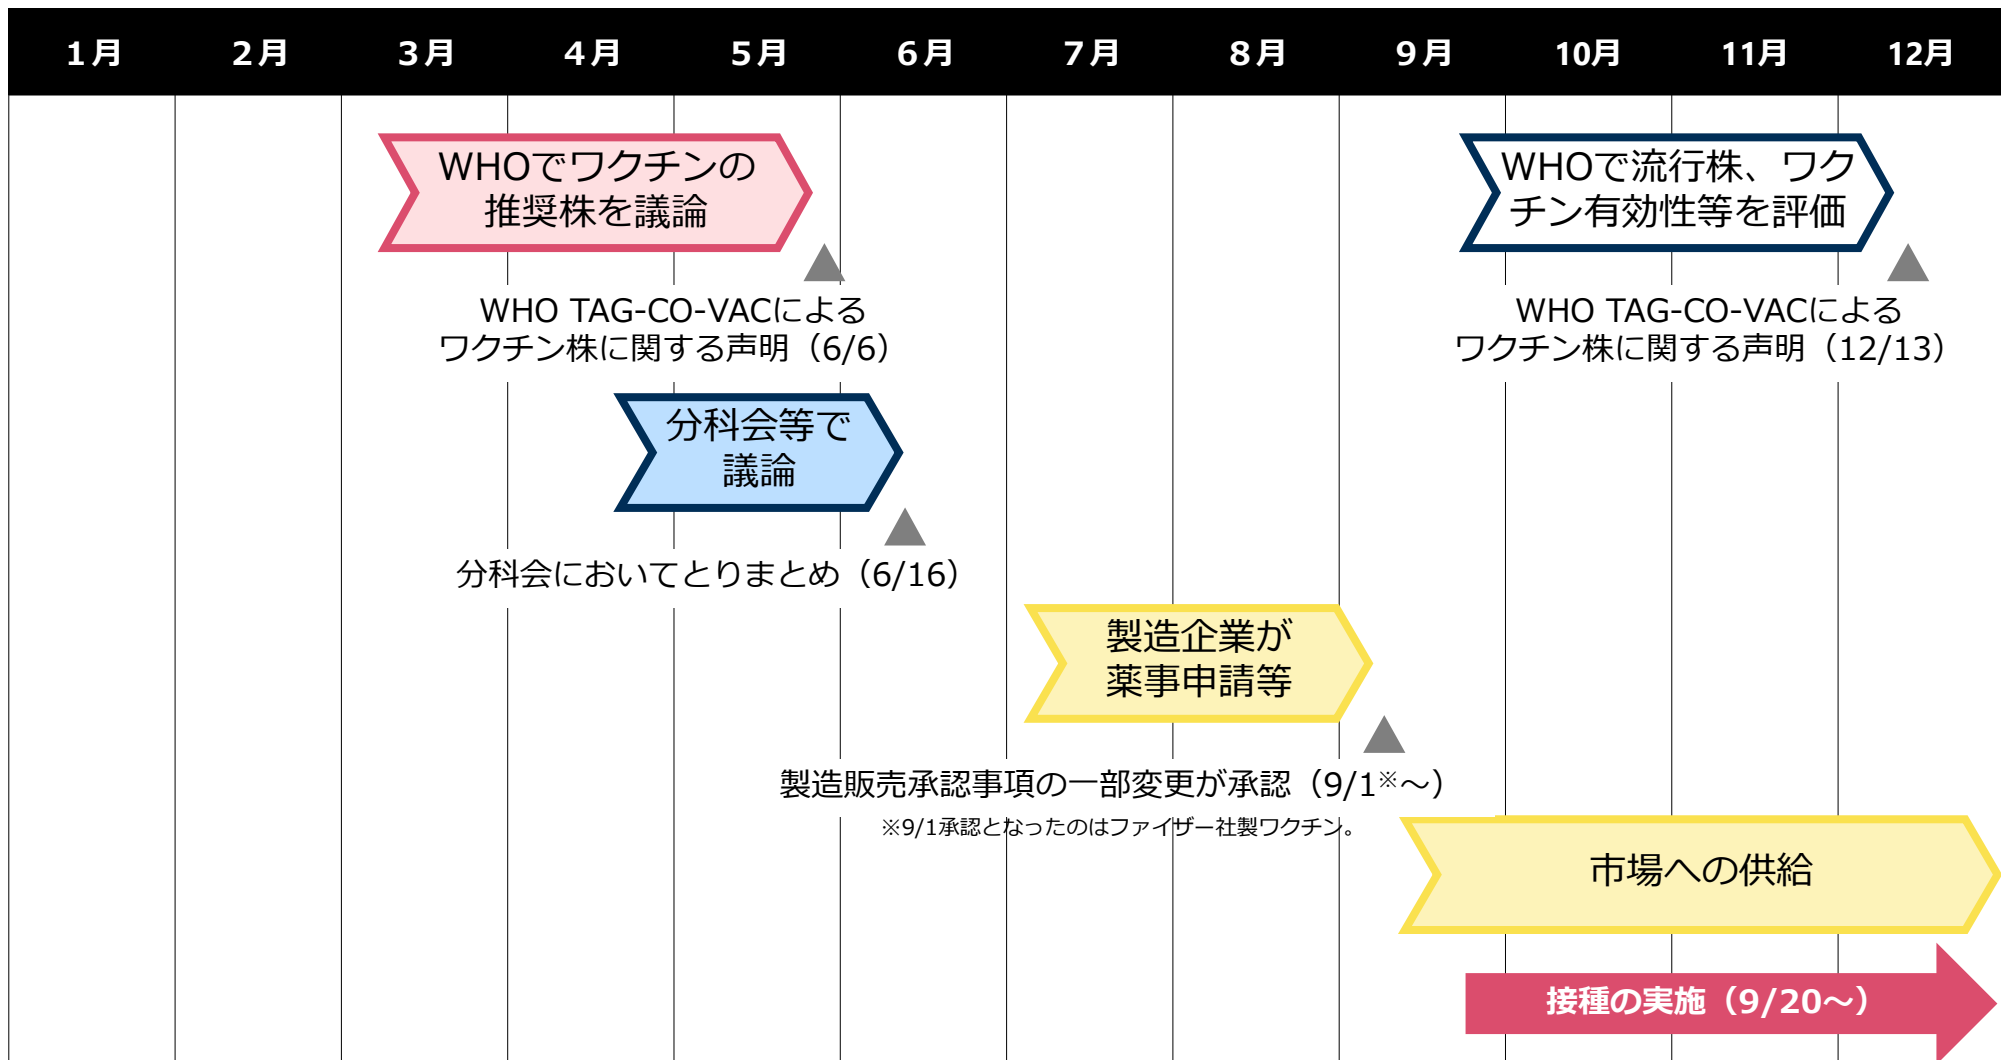 1月 2月 3月 4月 5月 6月 7月 8月 9月 10月 11月 12月
WHOでワクチンの
推奨株を議論
WHO TAG-CO-VACによる
ワクチン株に関する声明（6/6）
WHOで流行株、ワク
チン有効性等を評価
WHO TAG-CO-VACによる
ワクチン株に関する声明（12/13）
分科会等で
議論
分科会においてとりまとめ（6/16）
製造企業が
薬事申請等
製造販売承認事項の一部変更が承認（9/1※～）
※9/1承認となったのはファイザー社製ワクチン。
市場への供給
接種の実施（9/20～）